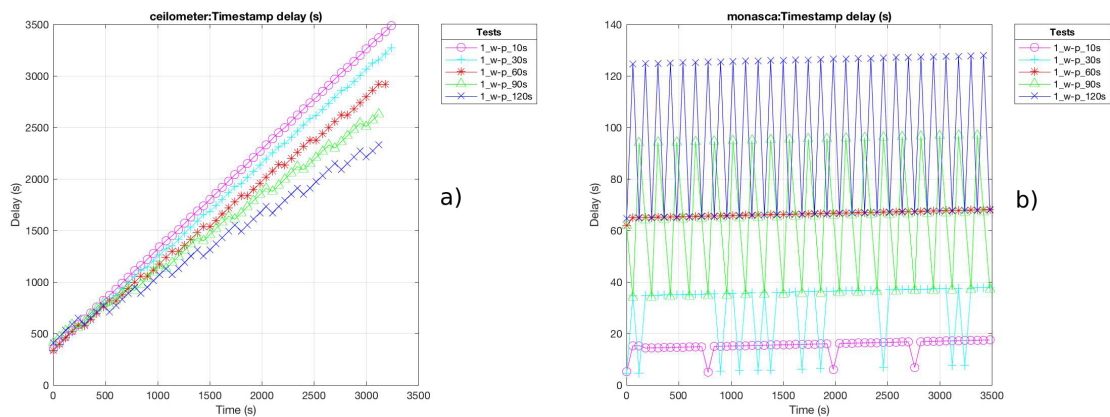 ceilometer:Timestamp delay (s)
3500
3000
2500
2000
1500
1000
500
0
Delay (s)
0 500 1000 1500 2000 2500 3000 3500
Time (s)
Tests
1_w-p_10s
1_w-p_30s
1_w-p_60s
1_w-p_90s
1_w-p_120s
a)
monasca:Timestamp delay (s)
140
120
100
80
60
40
20
0
Delay (s)
0 500 1000 1500 2000 2500 3000 3500
Time (s)
Tests
1_w-p_10s
1_w-p_30s
1_w-p_60s
1_w-p_90s
1_w-p_120s
b)